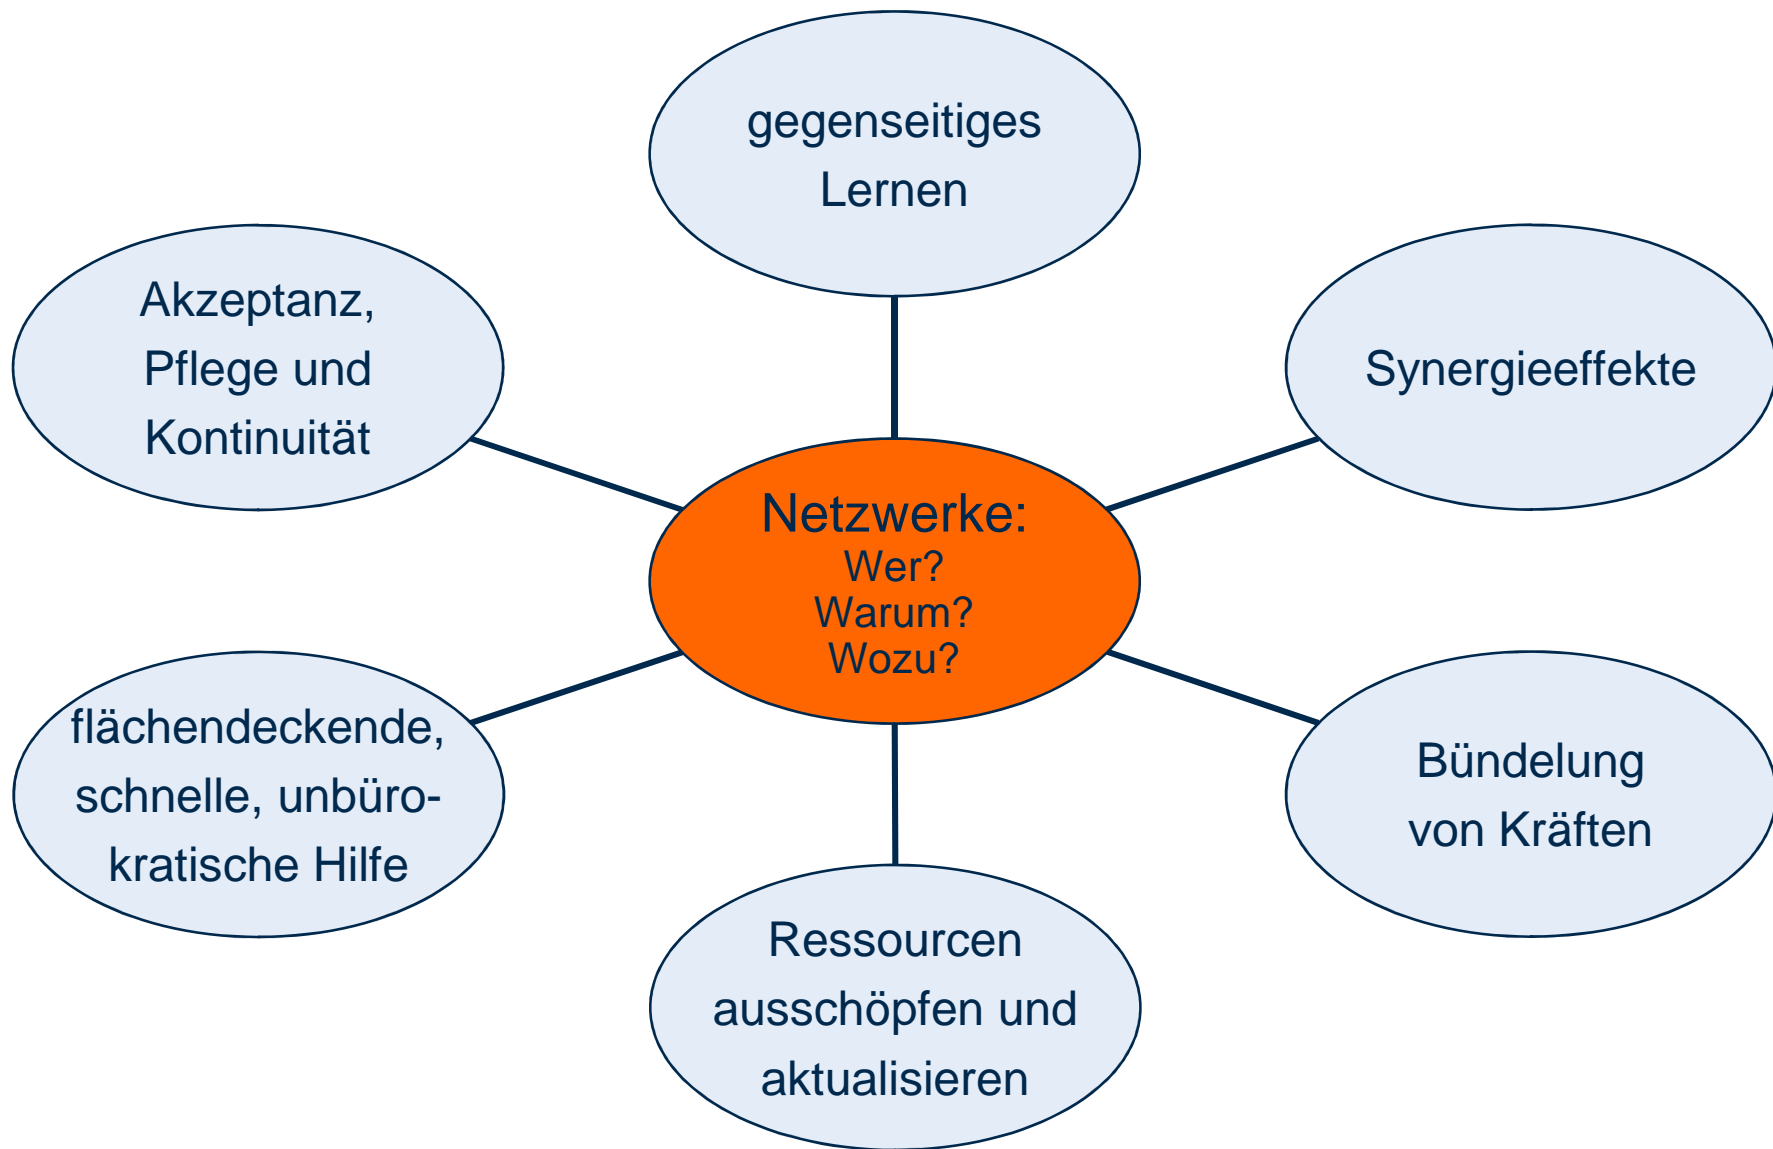 gegenseitiges
Lernen
Akzeptanz,
Pflege und
Kontinuität
Synergieeffekte
Netzwerke:
Wer?
Warum?
Wozu?
flächendeckende,
schnelle, unbüro-
kratische Hilfe
Bündelung
von Kräften
Ressourcen
ausschöpfen und
aktualisieren